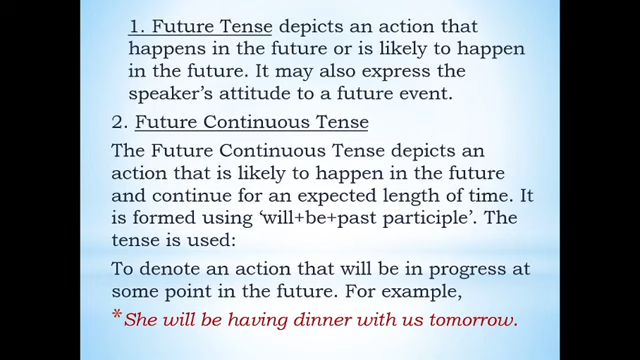 1. Future Tense depicts an action that
happens in the future or is likely to happen
in the future. It may also express the
speaker's attitude to a future event.
2. Future Continuous Tense
The Future Continuous Tense depicts an
action that is likely to happen in the future
and continue for an expected length of time. It
is formed using ‘will+be+past participle’. The
tense is used:
To denote an action that will be in progress at
some point in the future. For example,
*She will be having dinner with us tomorrow.